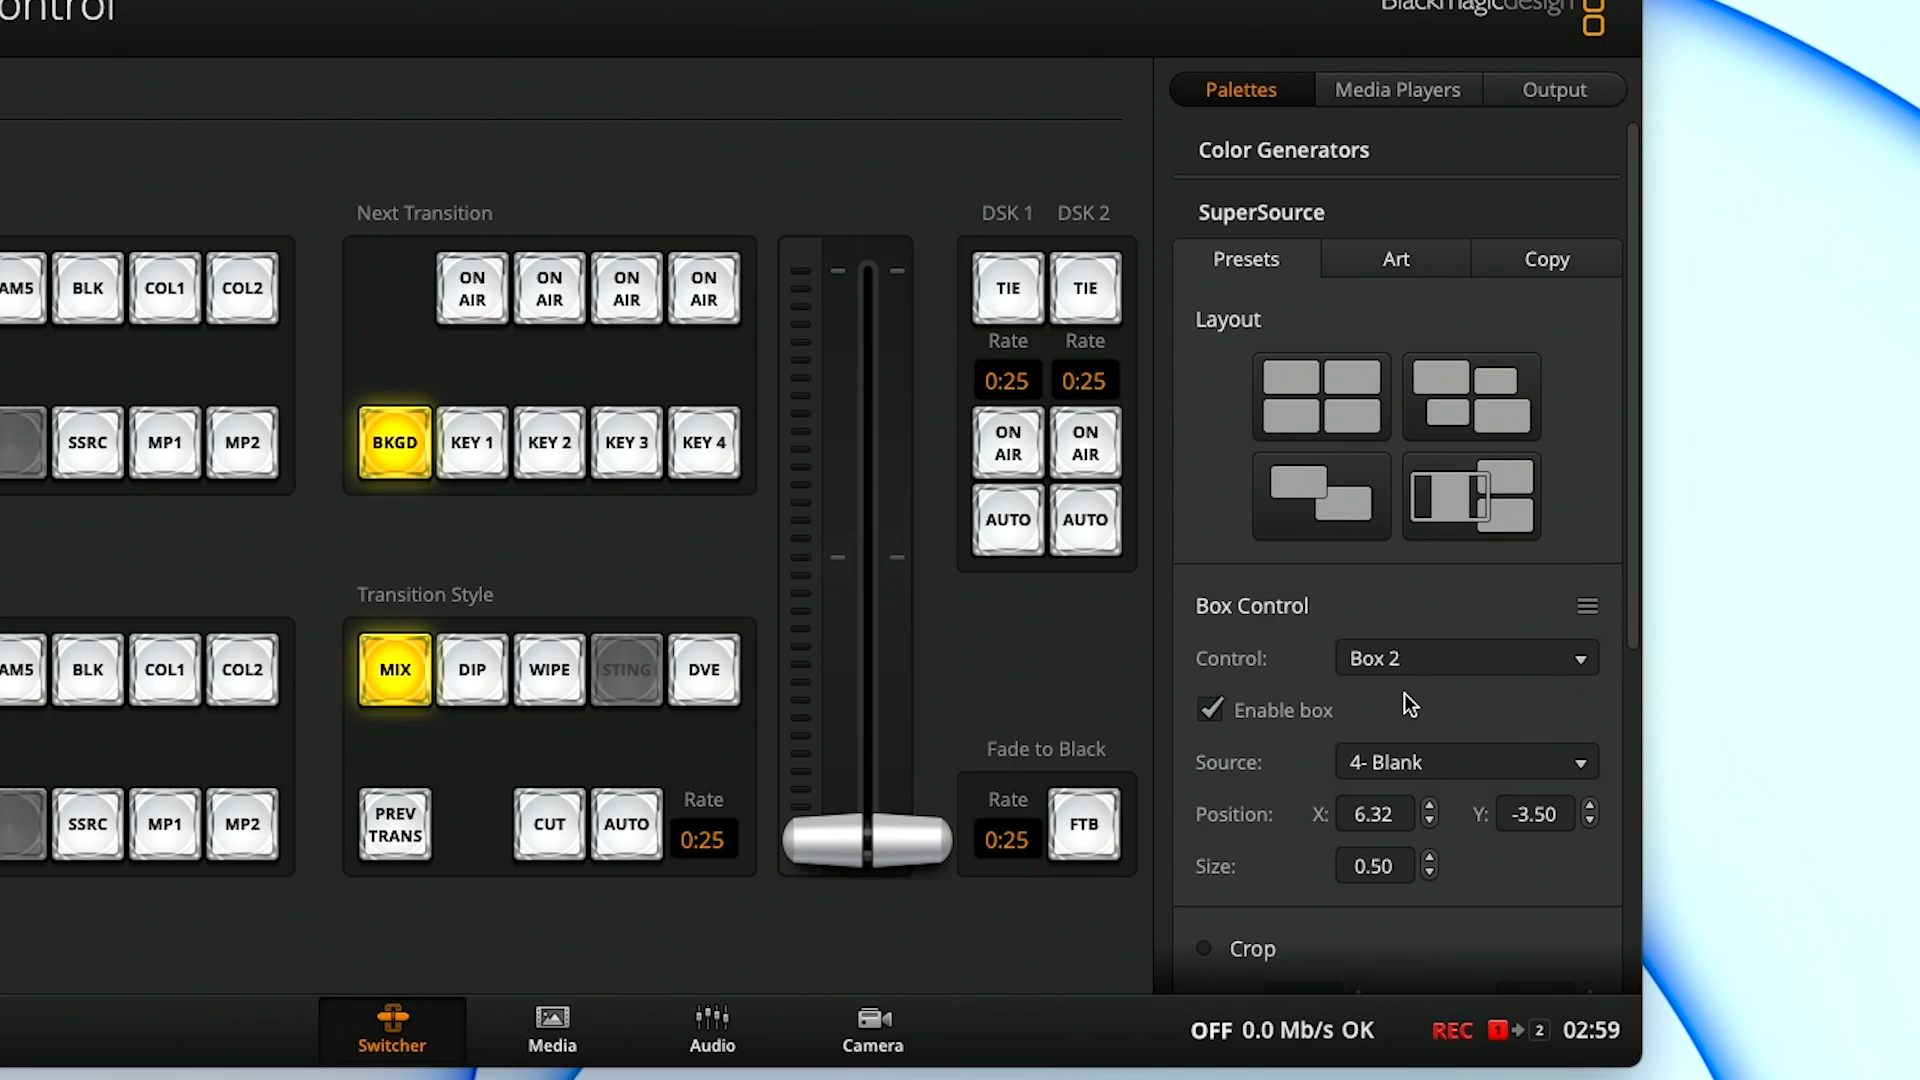 ontrol
Blackmagicdesign
Palettes
Media Players
Output
Color Generators
SuperSource
Presets
Art
Copy
Layout
Box Control
Control:
Box 2
Enable box
Source:
4- Blank
Position:
X:
6.32
Y:
-3.50
Size:
0.50
Crop
Next Transition
AM5
BLK
COL1
COL2
ON
AIR
ON
AIR
ON
AIR
ON
AIR
SSRC
MP1
MP2
BKGD
KEY 1
KEY 2
KEY 3
KEY 4
DSK 1
DSK 2
TIE
TIE
Rate
Rate
0:25
0:25
ON
AIR
ON
AIR
AUTO
AUTO
Transition Style
AM5
BLK
COL1
COL2
MIX
DIP
WIPE
STING
DVE
SSRC
MP1
MP2
PREV
TRANS
CUT
AUTO
Rate
0:25
Fade to Black
Rate
0:25
FTB
Switcher
Media
Audio
Camera
OFF 0.0 Mb/s OK
REC
1
2
02:59